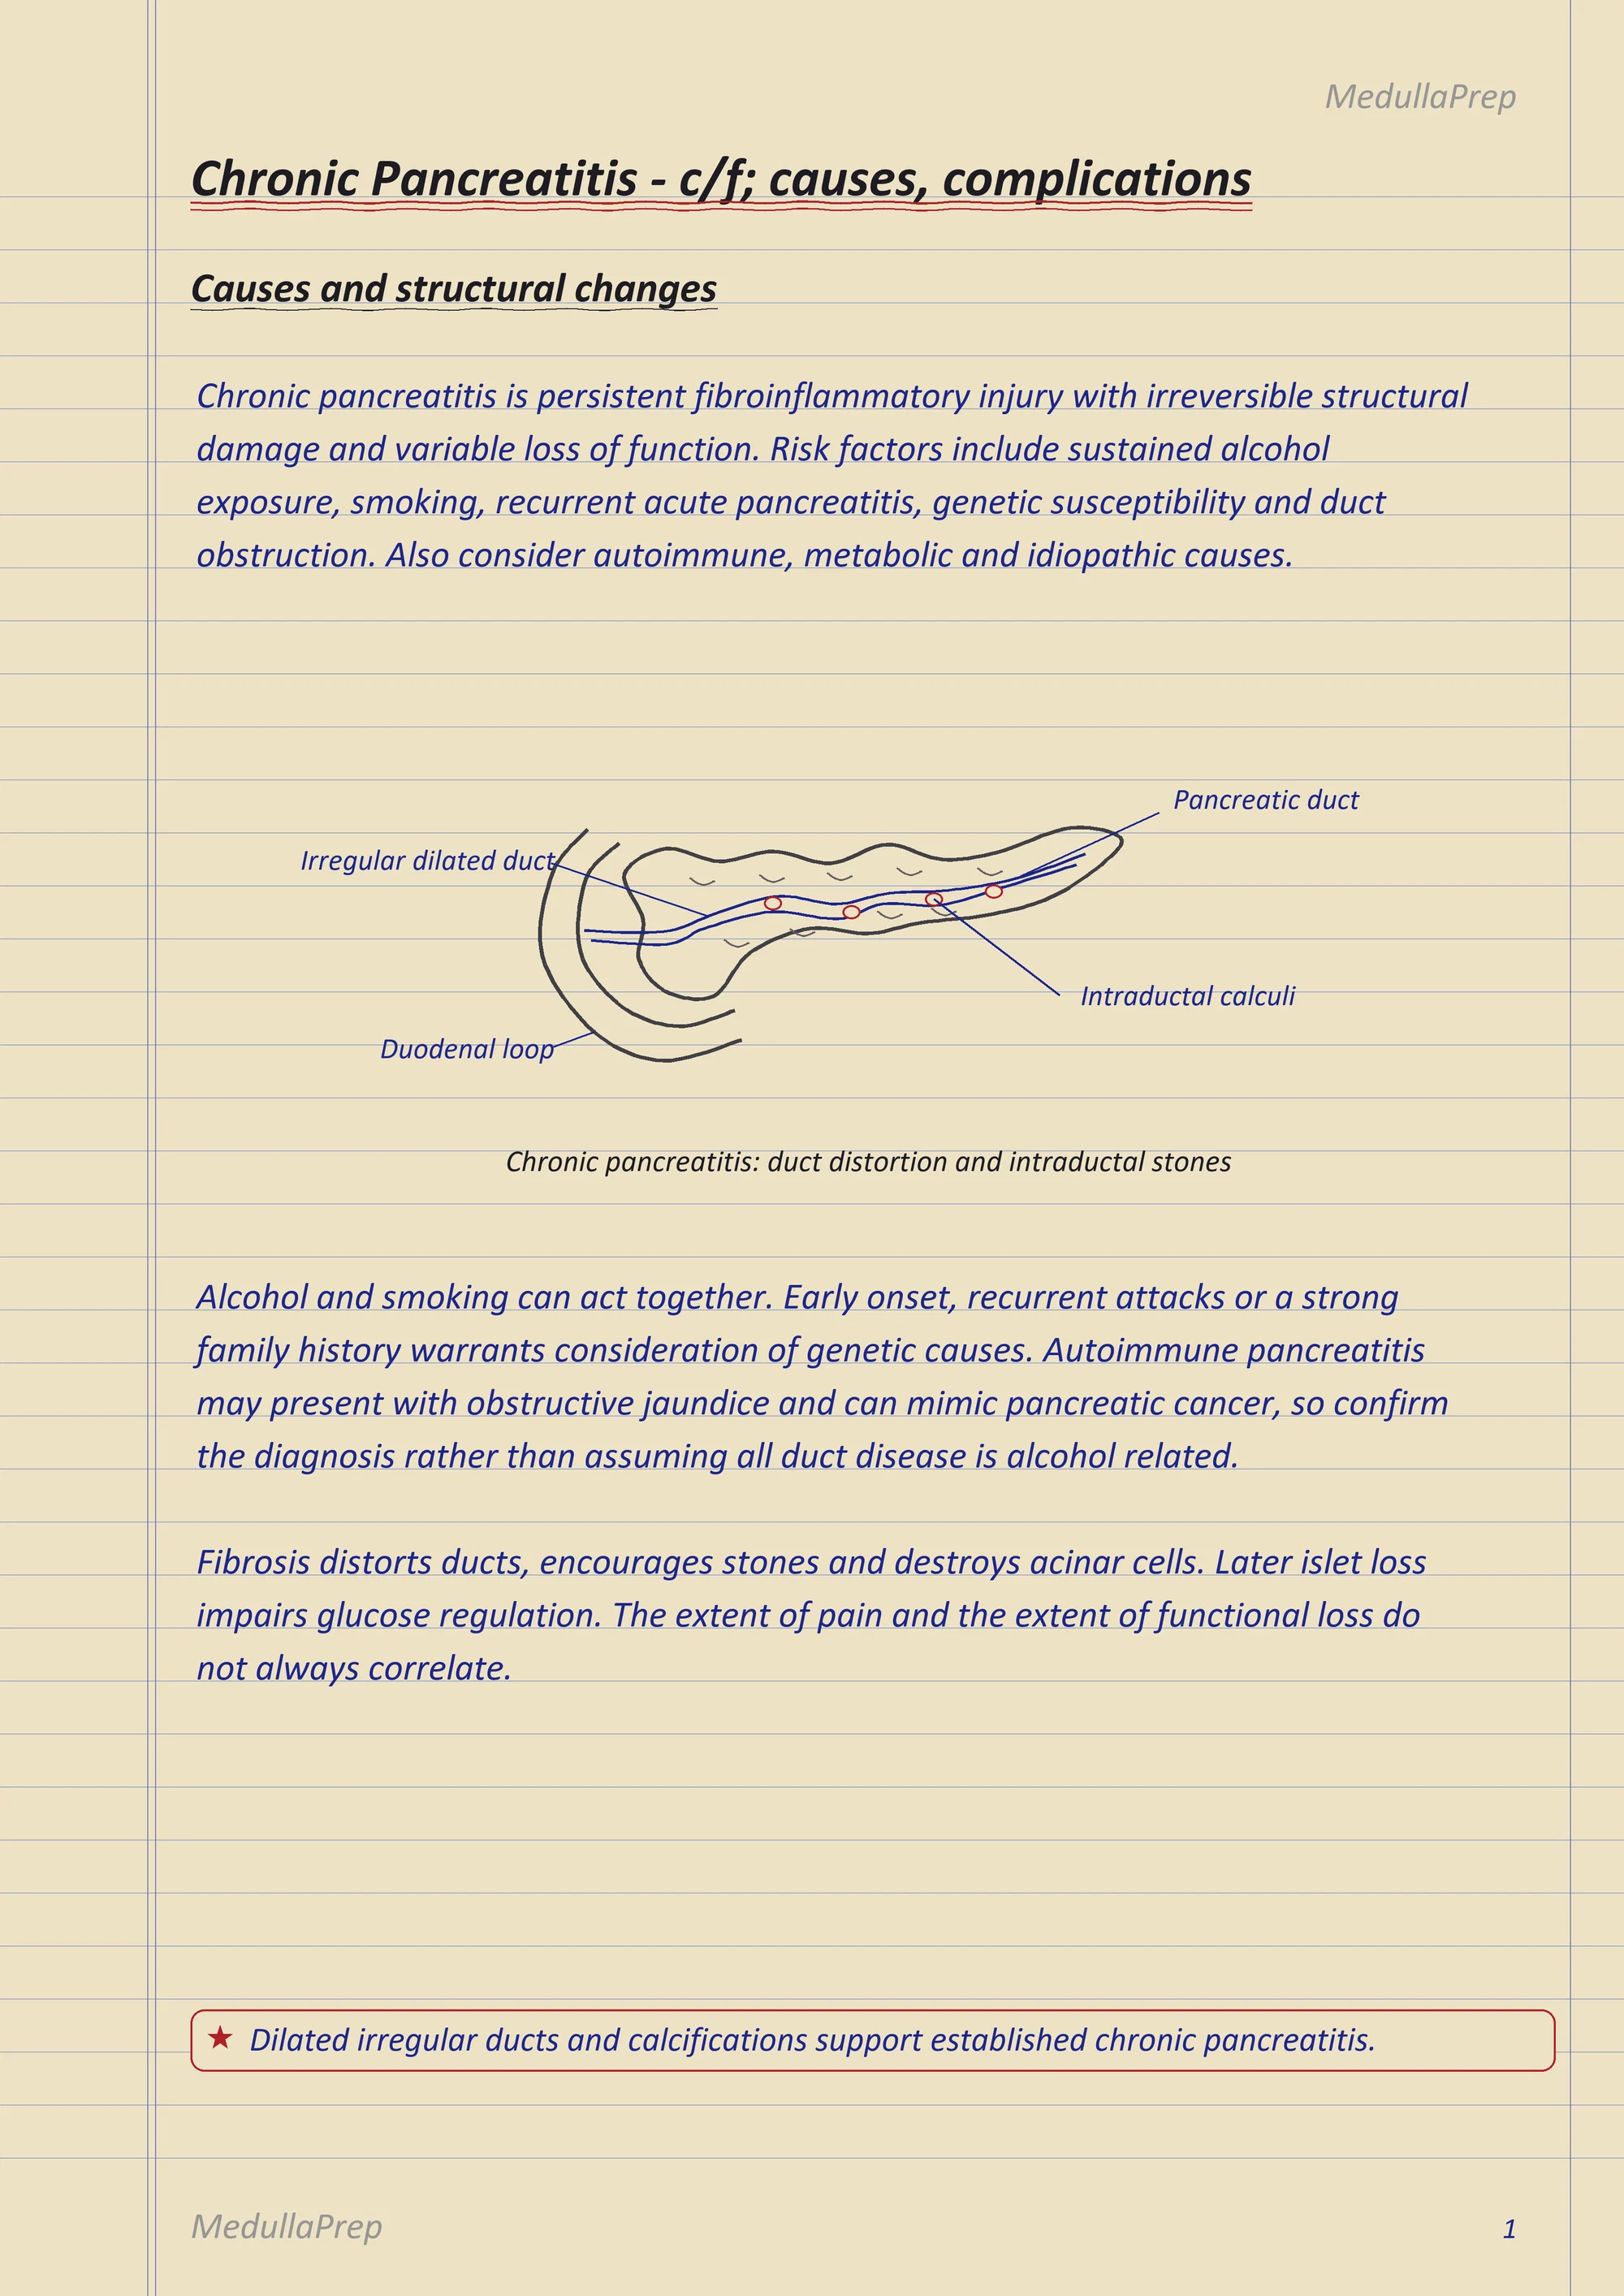 MedullaPrep
Chronic Pancreatitis - c/f; causes, complications
Causes and structural changes
Chronic pancreatitis is persistent fibroinflammatory injury with irreversible structural
damage and variable loss of function. Risk factors include sustained alcohol
exposure, smoking, recurrent acute pancreatitis, genetic susceptibility and duct
obstruction. Also consider autoimmune, metabolic and idiopathic causes.
Pancreatic duct
Irregular dilated duct
Intraductal calculi
Duodenal loop
Chronic pancreatitis: duct distortion and intraductal stones
Alcohol and smoking can act together. Early onset, recurrent attacks or a strong
family history warrants consideration of genetic causes. Autoimmune pancreatitis
may present with obstructive jaundice and can mimic pancreatic cancer, so confirm
the diagnosis rather than assuming all duct disease is alcohol related.
Fibrosis distorts ducts, encourages stones and destroys acinar cells. Later islet loss
impairs glucose regulation. The extent of pain and the extent of functional loss do
not always correlate.
★ Dilated irregular ducts and calcifications support established chronic pancreatitis.
MedullaPrep
1